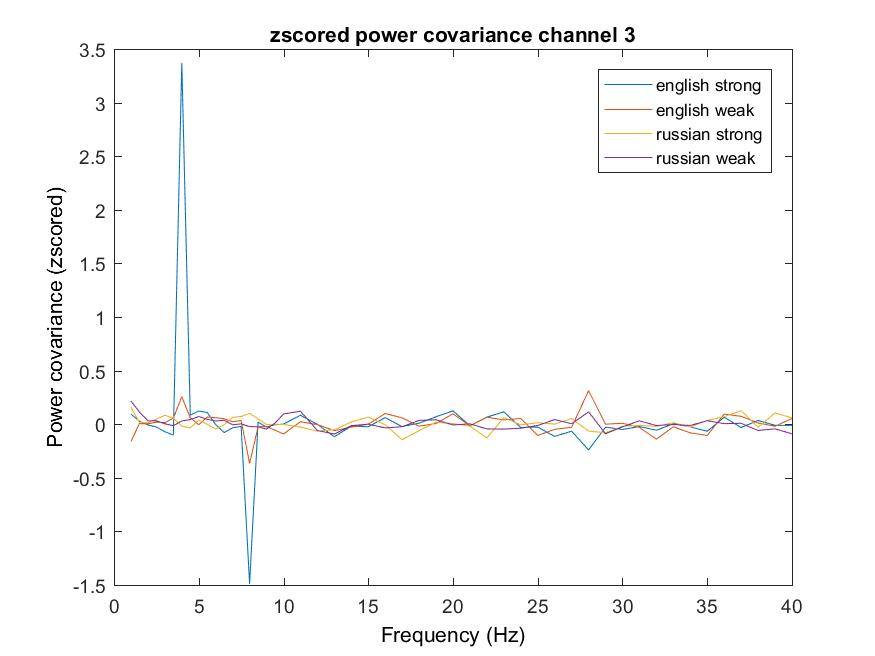 zscored power covariance channel 3
3.5
3
2.5
2
1.5
1
0.5
0
-0.5
-1
-1.5
Power covariance (zscored)
english strong
english weak
russian strong
russian weak
0 5 10 15 20 25 30 35 40
Frequency (Hz)